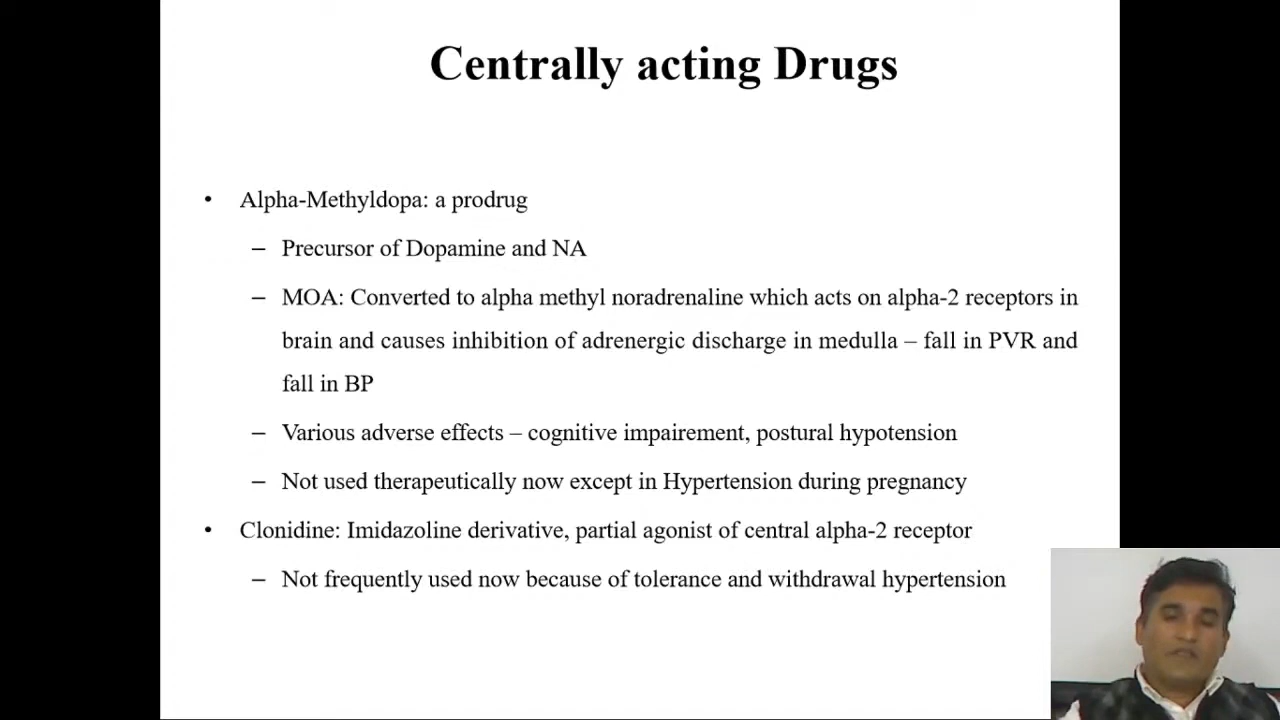 Centrally acting Drugs
• Alpha-Methyldopa: a prodrug
– Precursor of Dopamine and NA
– MOA: Converted to alpha methyl noradrenaline which acts on alpha-2 receptors in
brain and causes inhibition of adrenergic discharge in medulla – fall in PVR and
fall in BP
– Various adverse effects – cognitive impairement, postural hypotension
– Not used therapeutically now except in Hypertension during pregnancy
• Clonidine: Imidazoline derivative, partial agonist of central alpha-2 receptor
– Not frequently used now because of tolerance and withdrawal hypertension